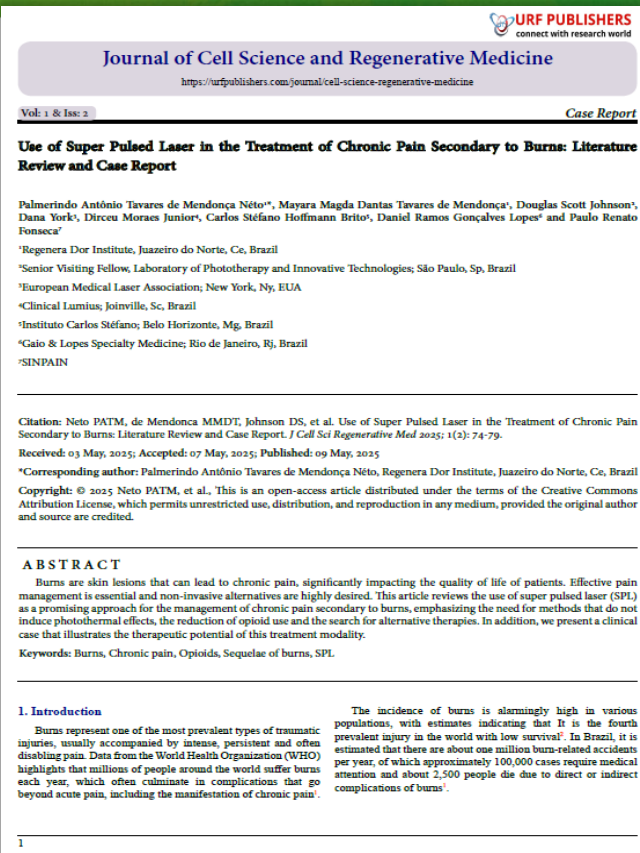 URF PUBLISHERS
connect with research world
Journal of Cell Science and Regenerative Medicine
https://urfpublishers.com/journal/cell-science-regenerative-medicine
Vol: 1 & Iss: 2
Case Report
Use of Super Pulsed Laser in the Treatment of Chronic Pain Secondary to Burns: Literature
Review and Case Report
Palmerindo Antônio Tavares de Mendonça Néto¹*, Mayara Magda Dantas Tavares de Mendonça¹, Douglas Scott Johnson²,
Dana York³, Dirceu Moraes Junior⁴, Carlos Stéfano Hoffmann Brito⁵, Daniel Ramos Gonçalves Lopes⁶ and Paulo Renato
Fonseca⁷
¹Regenera Dor Institute, Juazeiro do Norte, Ce, Brazil
²Senior Visiting Fellow, Laboratory of Phototherapy and Innovative Technologies; São Paulo, Sp, Brazil
³European Medical Laser Association; New York, Ny, EUA
⁴Clinical Lumius; Joinville, Sc, Brazil
⁵Instituto Carlos Stéfano; Belo Horizonte, Mg, Brazil
⁶Gaio & Lopes Specialty Medicine; Rio de Janeiro, Rj, Brazil
⁷SINPAIN
Citation: Neto PATM, de Mendonca MMDT, Johnson DS, et al. Use of Super Pulsed Laser in the Treatment of Chronic Pain
Secondary to Burns: Literature Review and Case Report. J Cell Sci Regenerative Med 2025; 1(2): 74-79.
Received: 03 May, 2025; Accepted: 07 May, 2025; Published: 09 May, 2025
*Corresponding author: Palmerindo Antônio Tavares de Mendonça Néto, Regenera Dor Institute, Juazeiro do Norte, Ce, Brazil
Copyright: © 2025 Neto PATM, et al., This is an open-access article distributed under the terms of the Creative Commons
Attribution License, which permits unrestricted use, distribution, and reproduction in any medium, provided the original author
and source are credited.
ABSTRACT
Burns are skin lesions that can lead to chronic pain, significantly impacting the quality of life of patients. Effective pain
management is essential and non-invasive alternatives are highly desired. This article reviews the use of super pulsed laser (SPL)
as a promising approach for the management of chronic pain secondary to burns, emphasizing the need for methods that do not
induce photothermal effects, the reduction of opioid use and the search for alternative therapies. In addition, we present a clinical
case that illustrates the therapeutic potential of this treatment modality.
Keywords: Burns, Chronic pain, Opioids, Sequelae of burns, SPL
1. Introduction
Burns represent one of the most prevalent types of traumatic
injuries, usually accompanied by intense, persistent and often
disabling pain. Data from the World Health Organization (WHO)
highlights that millions of people around the world suffer burns
each year, which often culminate in complications that go
beyond acute pain, including the manifestation of chronic pain¹.
The incidence of burns is alarmingly high in various
populations, with estimates indicating that It is the fourth
prevalent injury in the world with low survival². In Brazil, it is
estimated that there are about one million burn-related accidents
per year, of which approximately 100,000 cases require medical
attention and about 2,500 people die due to direct or indirect
complications of burns³.
1